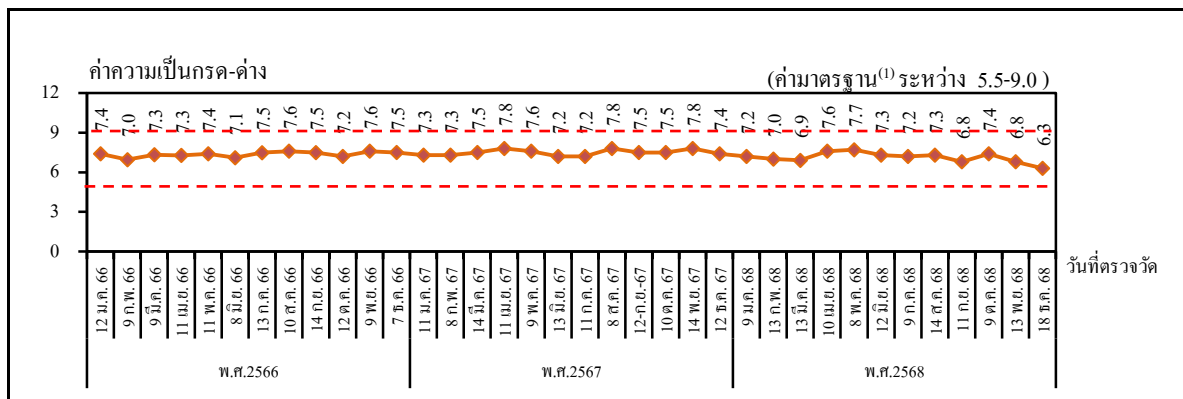 ค่าความเป็นกรด-ด่าง
(ค่ามาตรฐาน(1) ระหว่าง 5.5-9.0 )
12
9
6
3
0
7.4 7.0 7.3 7.3 7.4 7.1 7.5 7.6 7.5 7.2 7.6 7.5 7.3 7.3 7.5 7.8 7.6 7.2 7.2 7.8 7.5 7.5 7.8 7.4 7.2 7.0 6.9 7.6 7.7 7.3 7.2 7.3 6.8 7.4 6.8 6.3
วันที่ตรวจวัด
12 ม.ค. 66
9 ก.พ. 66
9 มี.ค. 66
11 เม.ย. 66
11 พ.ค. 66
8 มิ.ย. 66
13 ก.ค. 66
10 ส.ค. 66
14 ก.ย. 66
12 ต.ค. 66
9 พ.ย. 66
7 ธ.ค. 66
11 ม.ค. 67
8 ก.พ. 67
14 มี.ค. 67
11 เม.ย. 67
9 พ.ค. 67
13 มิ.ย. 67
11 ก.ค. 67
8 ส.ค. 67
12-ก.ย.-67
10 ต.ค. 67
14 พ.ย. 67
12 ธ.ค. 67
9 ม.ค. 68
13 ก.พ. 68
13 มี.ค. 68
10 เม.ย. 68
8 พ.ค. 68
12 มิ.ย. 68
9 ก.ค. 68
14 ส.ค. 68
11 ก.ย. 68
9 ต.ค. 68
13 พ.ย. 68
18 ธ.ค. 68
พ.ศ.2566
พ.ศ.2567
พ.ศ.2568